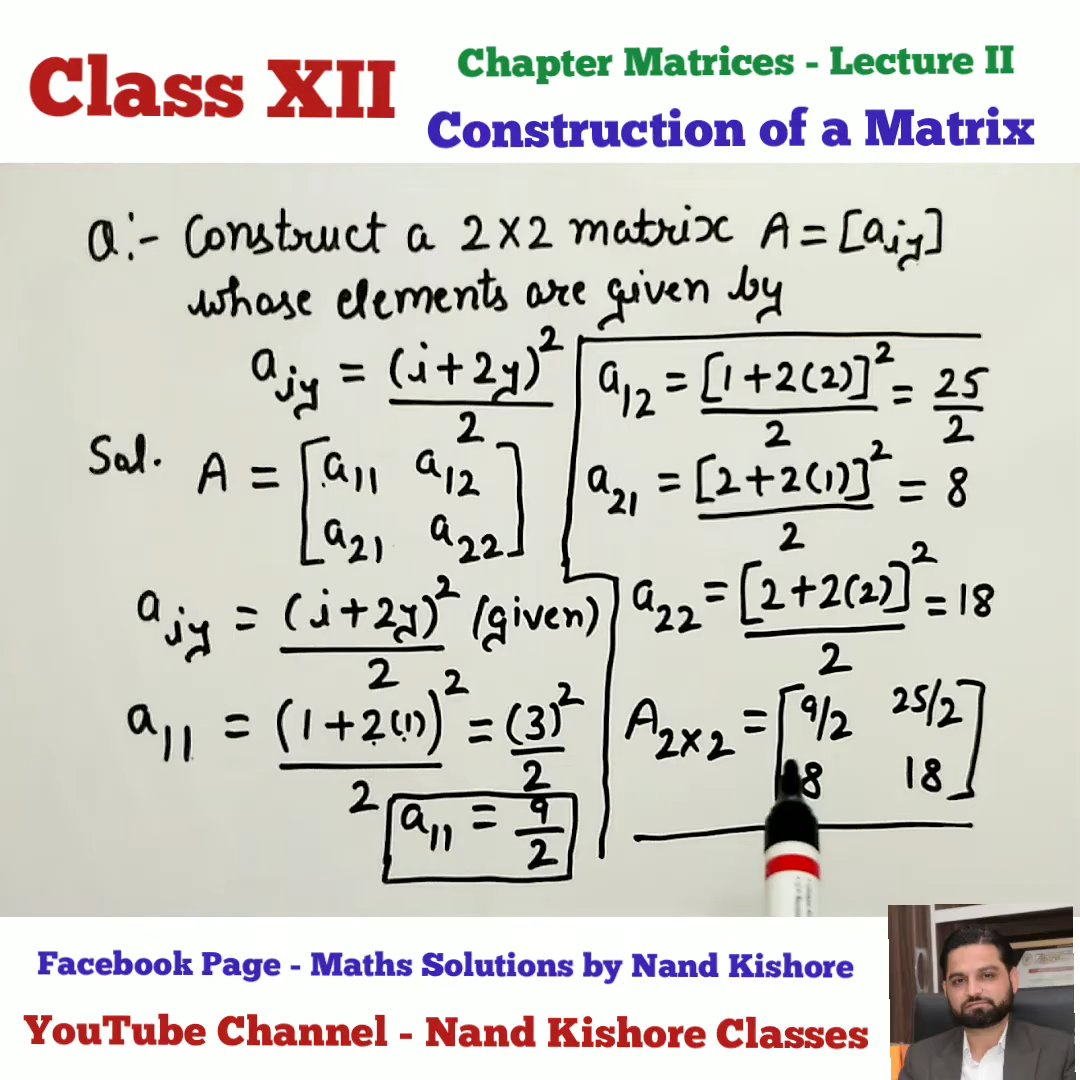 Class XII
Chapter Matrices - Lecture II
Construction of a Matrix
Q:- Construct a 2×2 matrix A = [aij]
whose elements are given by
aij = (i+2j)²/2
Sol. A = [a11 a12
a21 a22]
aij = (i+2j)²/2 (given)
a11 = (1+2(1))²/2 = (3)²/2
a11 = 9/2
a12 = [1+2(2)]²/2 = 25/2
a21 = [2+2(1)]²/2 = 8
a22 = [2+2(2)]²/2 = 18
A2×2 = [9/2 25/2
8 18]
Facebook Page - Maths Solutions by Nand Kishore
YouTube Channel - Nand Kishore Classes